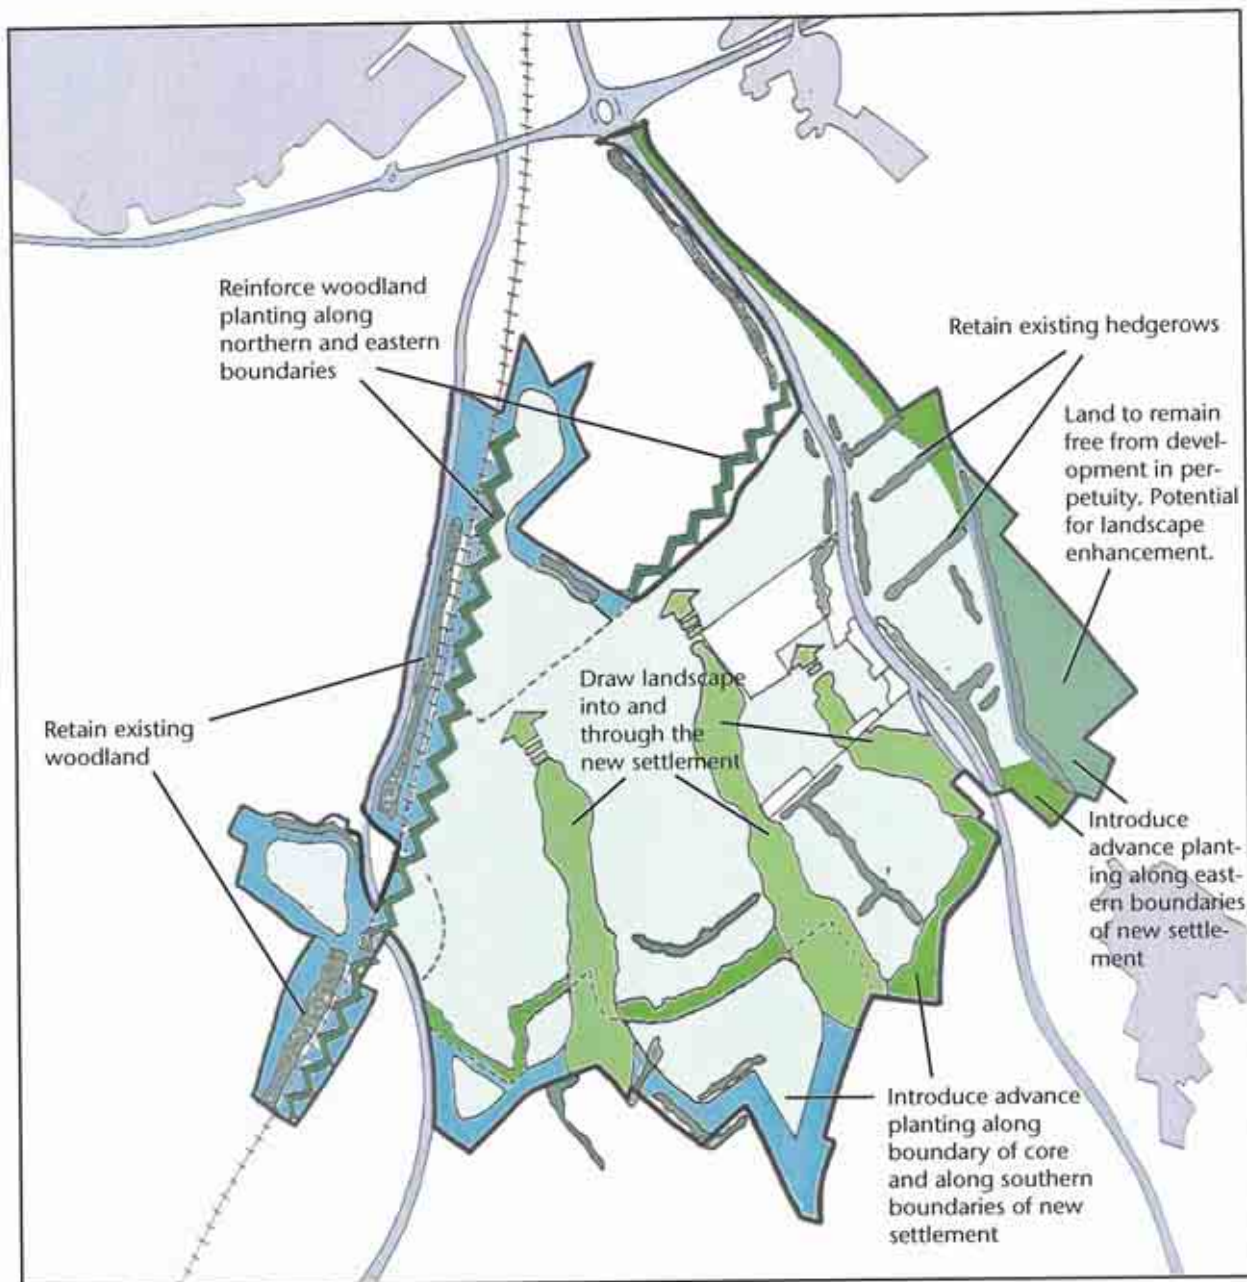 Reinforce woodland
planting along
northern and eastern
boundaries
Retain existing hedgerows
Land to remain
free from devel-
opment in per-
petuity. Potential
for landscape
enhancement.
Draw landscape
into and
through the
new settlement
Retain existing
woodland
Introduce
advance plant-
ing along east-
ern boundaries
of new settle-
ment
Introduce advance
planting along
boundary of core
and along southern
boundaries of new
settlement